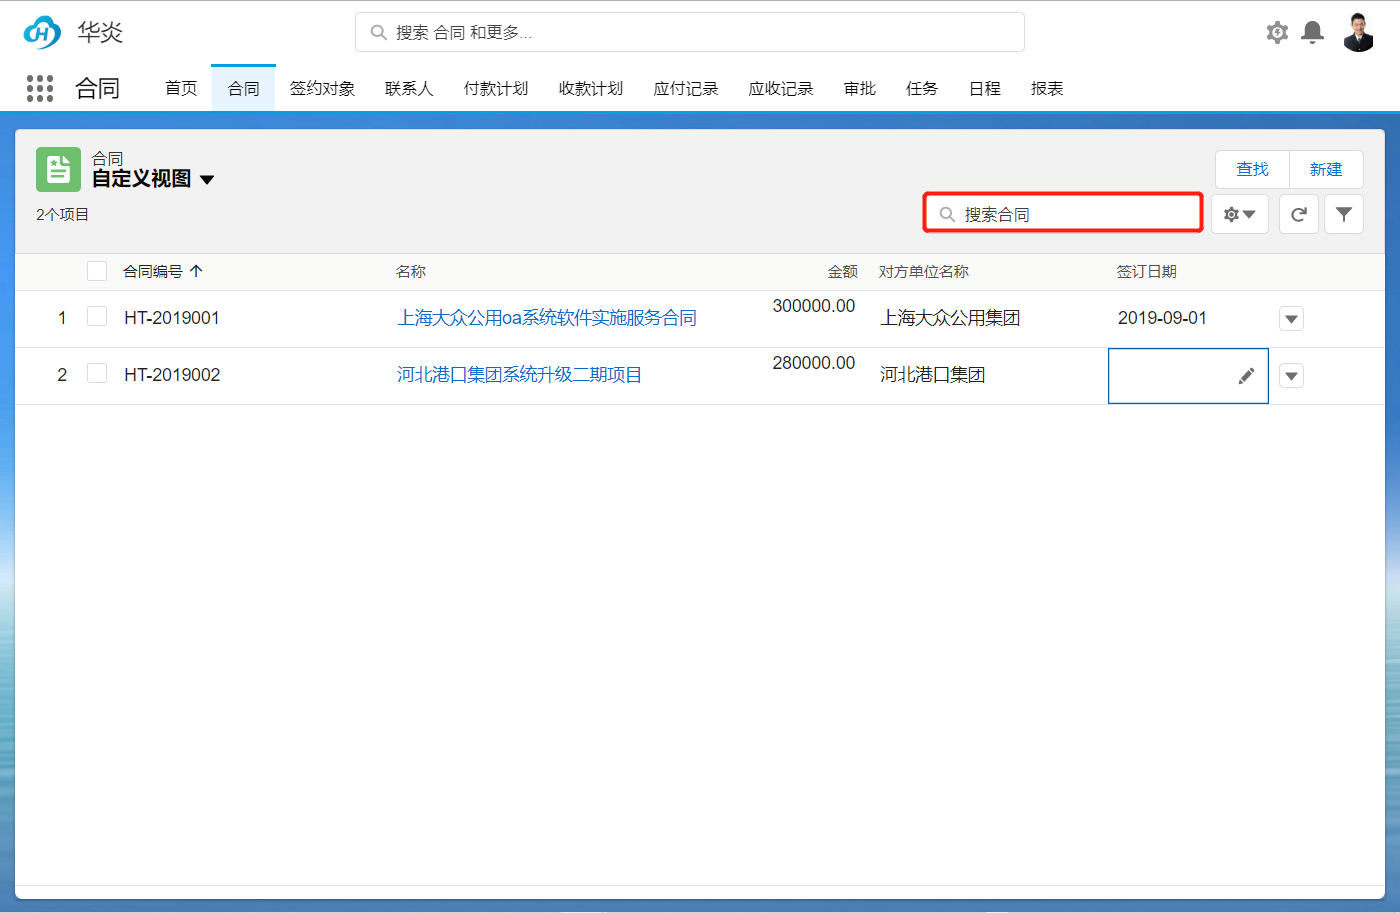 华炎
搜索 合同 和更多...
合同 首页 合同 签约对象 联系人 付款计划 收款计划 应付记录 应收记录 审批 任务 日程 报表
合同
自定义视图
查找 新建
2个项目
搜索合同
合同编号 名称 金额 对方单位名称 签订日期
1 HT-2019001 上海大众公用oa系统软件实施服务合同 300000.00 上海大众公用集团 2019-09-01
2 HT-2019002 河北港口集团系统升级二期项目 280000.00 河北港口集团